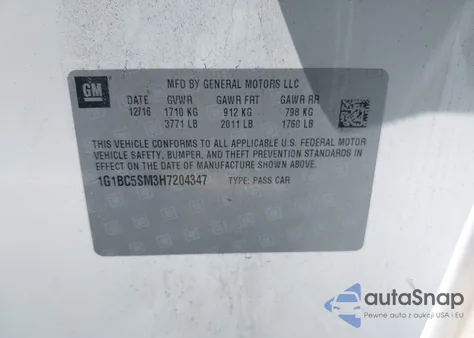 GM
MFD BY GENERAL MOTORS LLC
DATE GVWR GAWR FRT GAWR RR
12/16 1710 KG 912 KG 798 KG
3771 LB 2011 LB 1760 LB
THIS VEHICLE CONFORMS TO ALL APPLICABLE U.S. FEDERAL MOTOR
VEHICLE SAFETY, BUMPER, AND THEFT PREVENTION STANDARDS
IN EFFECT ON THE DATE OF MANUFACTURE SHOWN ABOVE.
1G1BC5SM3H7204347 TYPE: PASS CAR
autoSnap
Pewne auto z USA i EU